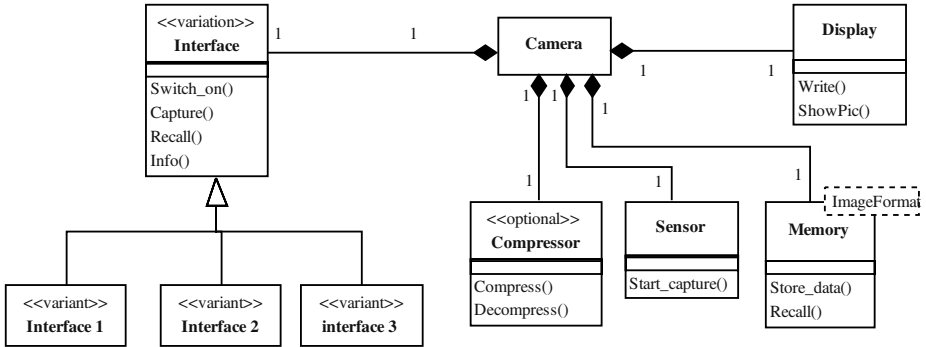 <<variation>>
Interface
Switch_on()
Capture()
Recall()
Info()
1
1
Camera
1
1
Display
Write()
ShowPic()
1
1
1
1
1
1
<<optional>>
Compressor
Compress()
Decompress()
Sensor
Start_capture()
ImageFormat
Memory
Store_data()
Recall()
<<variant>>
Interface 1
<<variant>>
Interface 2
<<variant>>
interface 3